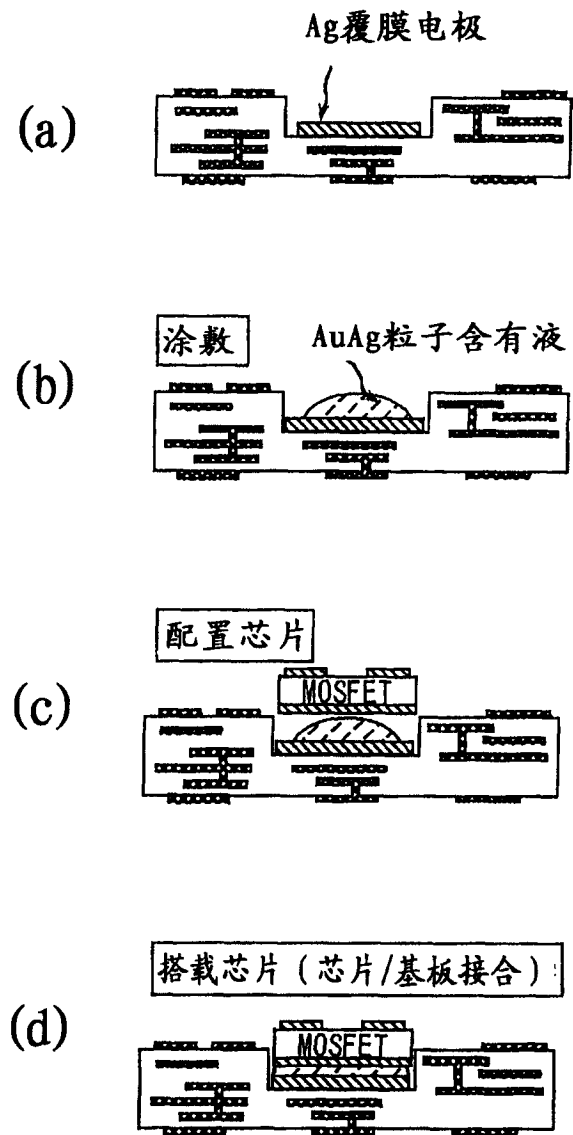 Ag覆膜电极
(a)
涂敷
AuAg粒子含有液
(b)
配置芯片
MOSFET
(c)
搭载芯片(芯片/基板接合)
(d)
MOSFET